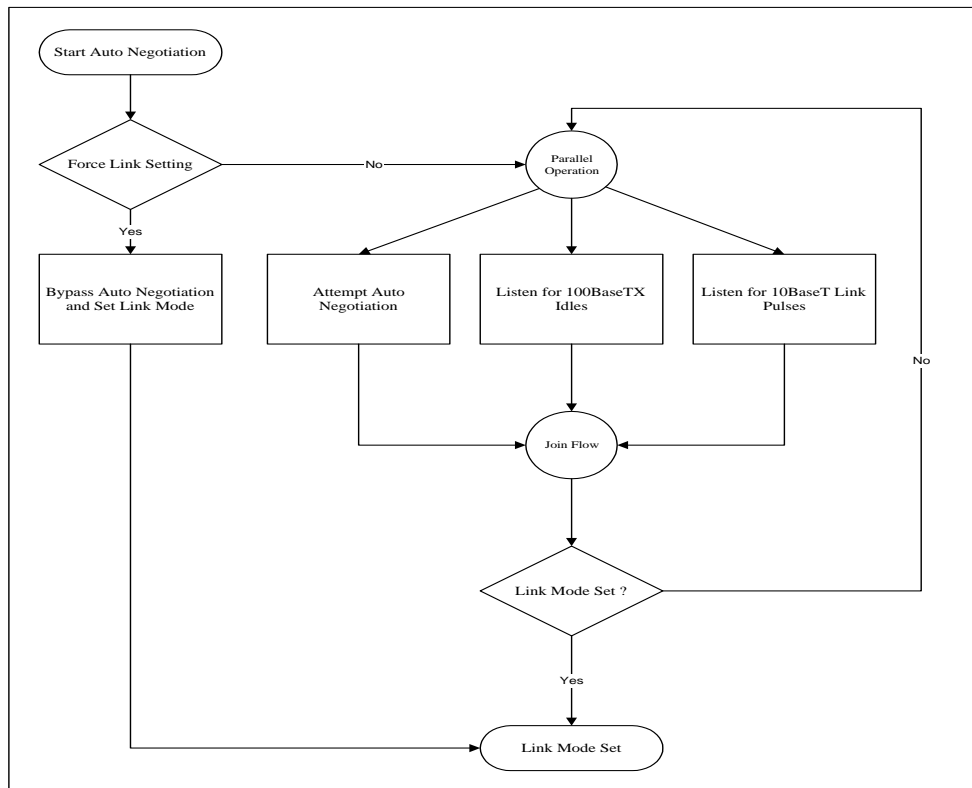 Start Auto Negotiation
Force Link Setting
No
Parallel
Operation
Yes
Bypass Auto Negotiation
and Set Link Mode
Attempt Auto
Negotiation
Listen for 100BaseTX
Idles
Listen for 10BaseT Link
Pulses
No
Join Flow
Link Mode Set ?
Yes
Link Mode Set